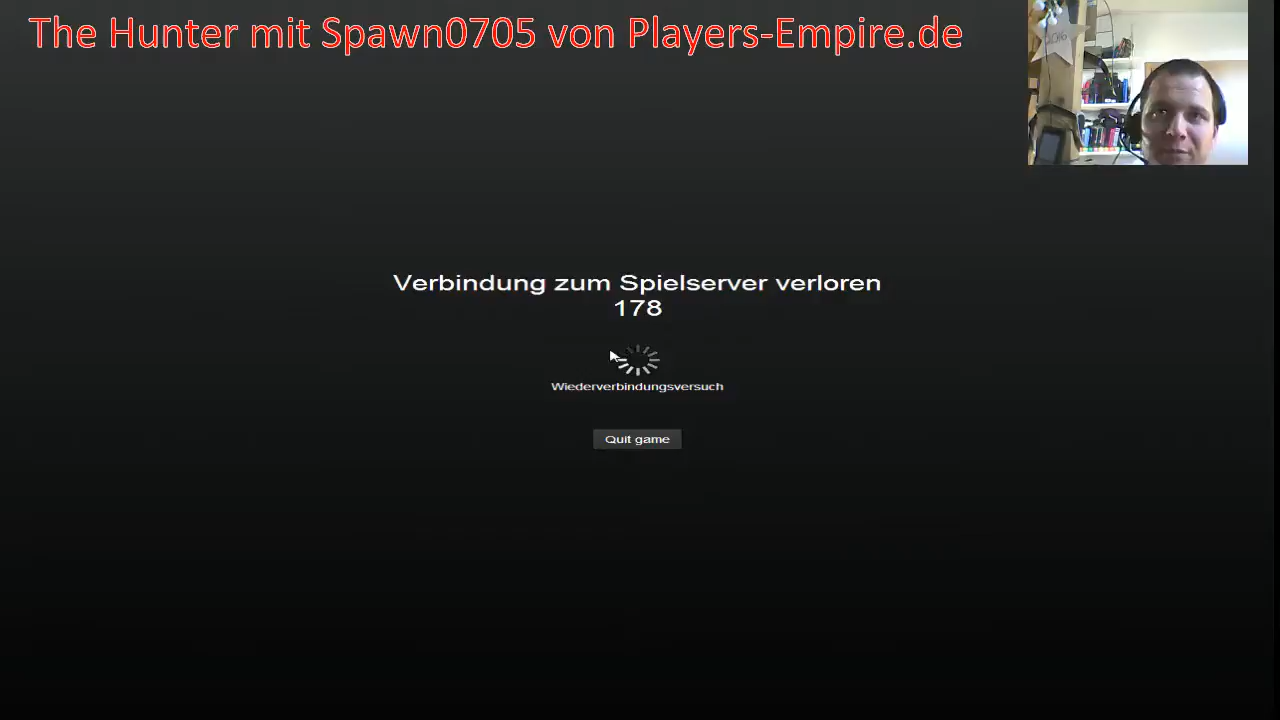 The Hunter mit Spawn0705 von Players-Empire.de
Verbindung zum Spielserver verloren
178
Wiederverbindungsversuch
Quit game